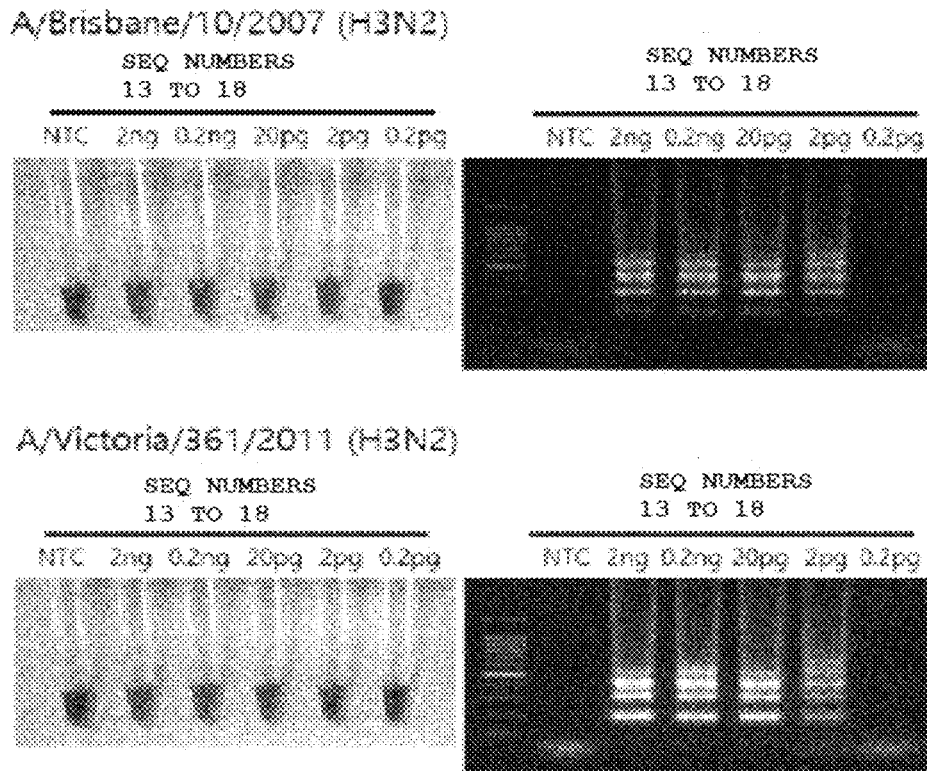 A/Brisbane/10/2007 (H3N2)
SEQ NUMBERS
13 TO 18
NTC 2ng 0.2ng 20pg 2pg 0.2pg
SEQ NUMBERS
13 TO 18
NTC 2ng 0.2ng 20pg 2pg 0.2pg
A/Victoria/361/2011 (H3N2)
SEQ NUMBERS
13 TO 18
NTC 2ng 0.2ng 20pg 2pg 0.2pg
SEQ NUMBERS
13 TO 18
NTC 2ng 0.2ng 20pg 2pg 0.2pg